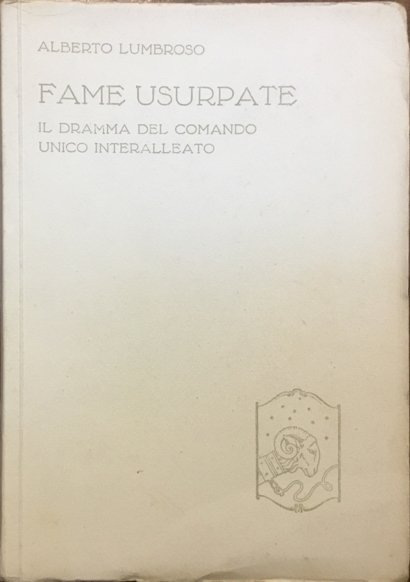 ALBERTO LUMBROSO
FAME USURPATE
IL DRAMMA DEL COMANDO
UNICO INTERALLEATO